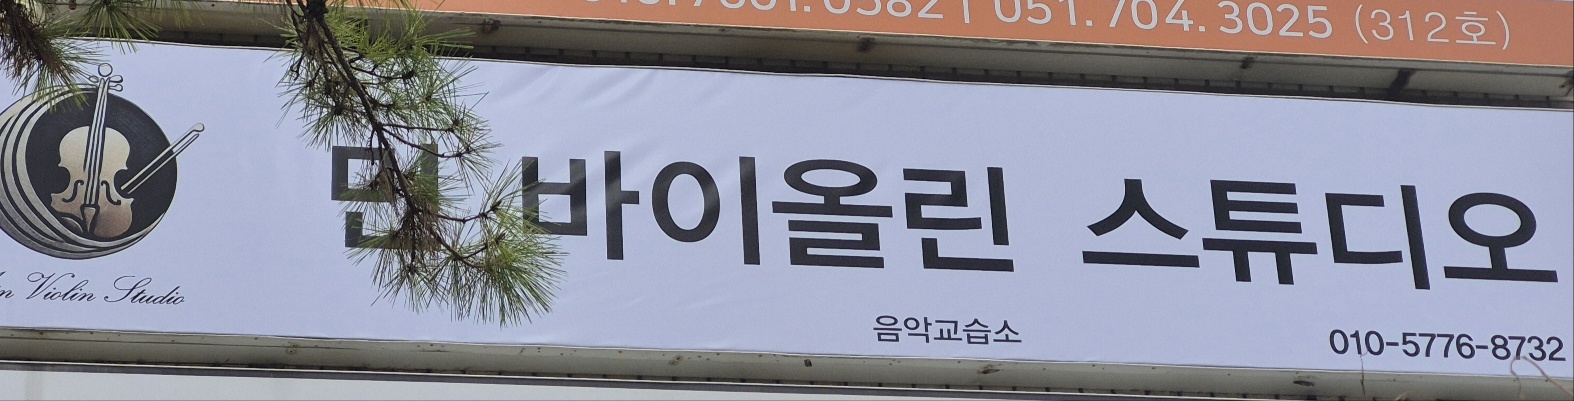 051.704.3025 (312호)
바이올린 스튜디오
Violin Studio
음악교습소
010-5776-8732